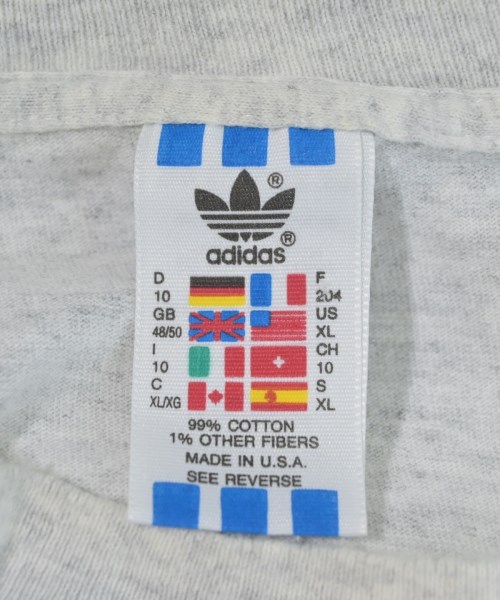 ®
adidas ®
D F
10 204
GB US
48/50 XL
I CH
10 10
C S
XL/XG XL
99% COTTON
1% OTHER FIBERS
MADE IN U.S.A.
SEE REVERSE